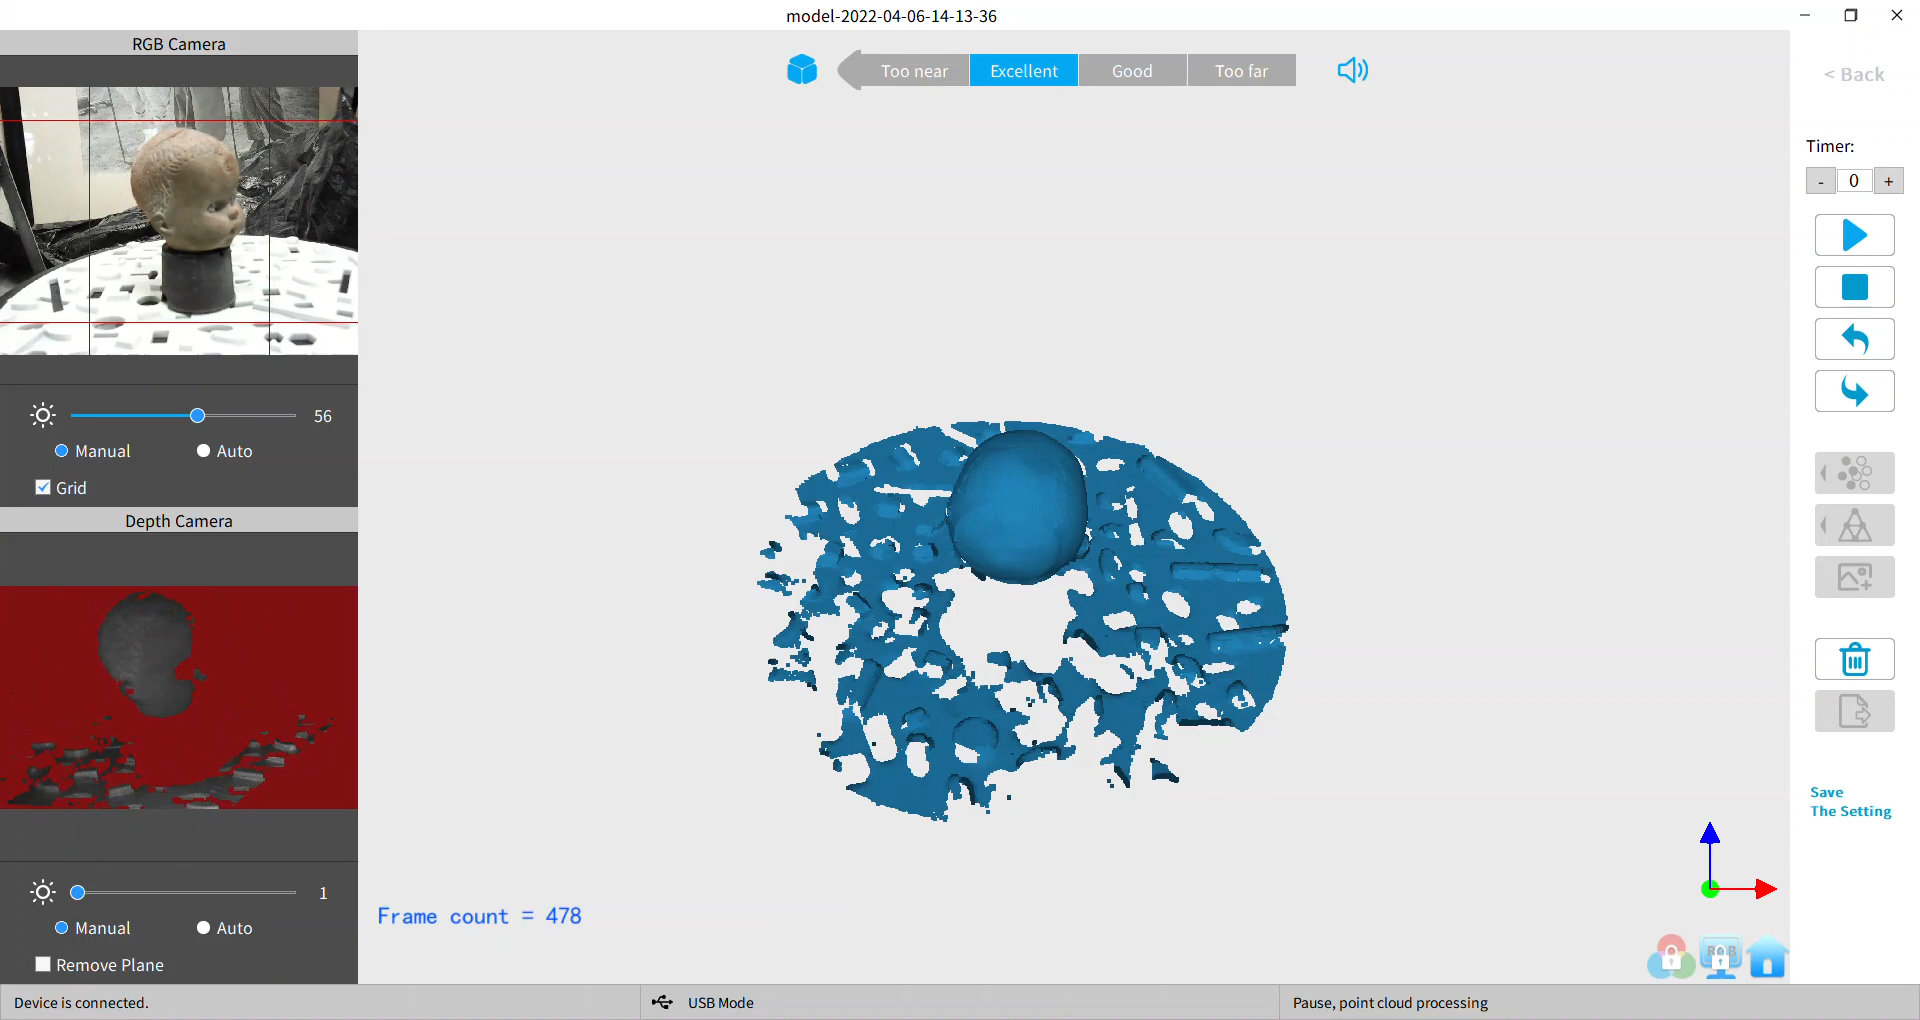 model-2022-04-06-14-13-36
RGB Camera
Too near
Excellent
Good
Too far
< Back
Timer:
- 0 +
56
Manual
Auto
Grid
Depth Camera
Save
The Setting
1
Manual
Auto
Remove Plane
Frame count = 478
RGB
Device is connected.
USB Mode
Pause, point cloud processing